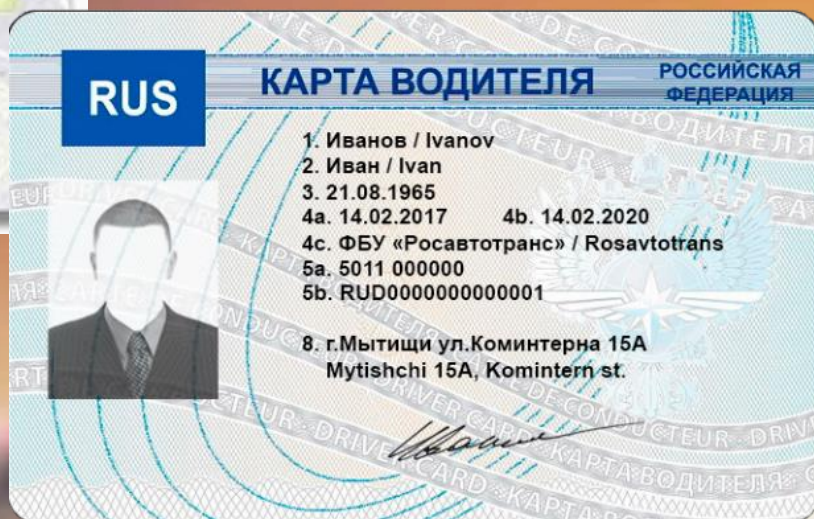 RUS
КАРТА ВОДИТЕЛЯ
РОССИЙСКАЯ
ФЕДЕРАЦИЯ
1. Иванов / Ivanov
2. Иван / Ivan
3. 21.08.1965
4a. 14.02.2017 4b. 14.02.2020
4c. ФБУ «Росавтотранс» / Rosavtotrans
5a. 5011 000000
5b. RUD0000000000001
8. г.Мытищи ул.Коминтерна 15А
Mytishchi 15A, Komintern st.